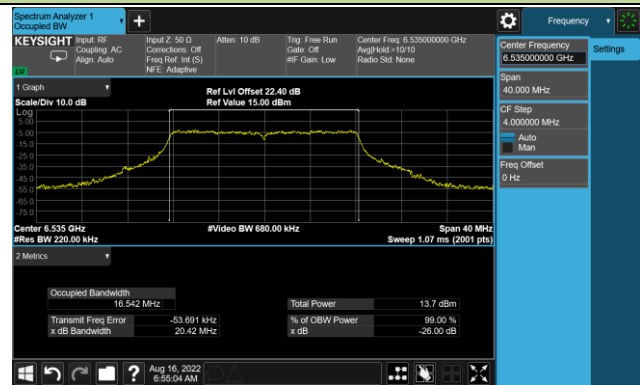 Spectrum Analyzer 1
Occupied BW
Frequency
KEYSIGHT
Input: RF
Coupling: AC
Align: Auto
Input Z: 50 Ω
Corrections: Off
Freq Ref: Int (S)
NFE: Adaptive
Atten: 10 dB
Trig: Free Run
Gate: Off
#IF Gain: Low
Center Freq: 6.535000000 GHz
Avg|Hold:>10/10
Radio Std: None
LV
Center Frequency
6.535000000 GHz
Settings
Span
40.000 MHz
CF Step
4.000000 MHz
Auto
Man
Freq Offset
0 Hz
1 Graph
Scale/Div 10.0 dB
Ref Lvl Offset 22.40 dB
Ref Value 15.00 dBm
Log
5.00
-5.00
-15.0
-25.0
-35.0
-45.0
-55.0
-65.0
-75.0
Center 6.535 GHz
#Video BW 680.00 kHz
Span 40 MHz
#Res BW 220.00 kHz
Sweep 1.07 ms (2001 pts)
2 Metrics
Occupied Bandwidth
16.542 MHz
Total Power
13.7 dBm
Transmit Freq Error
-53.691 kHz
% of OBW Power
99.00 %
x dB Bandwidth
20.42 MHz
x dB
-26.00 dB
?
Aug 16, 2022
6:55:04 AM